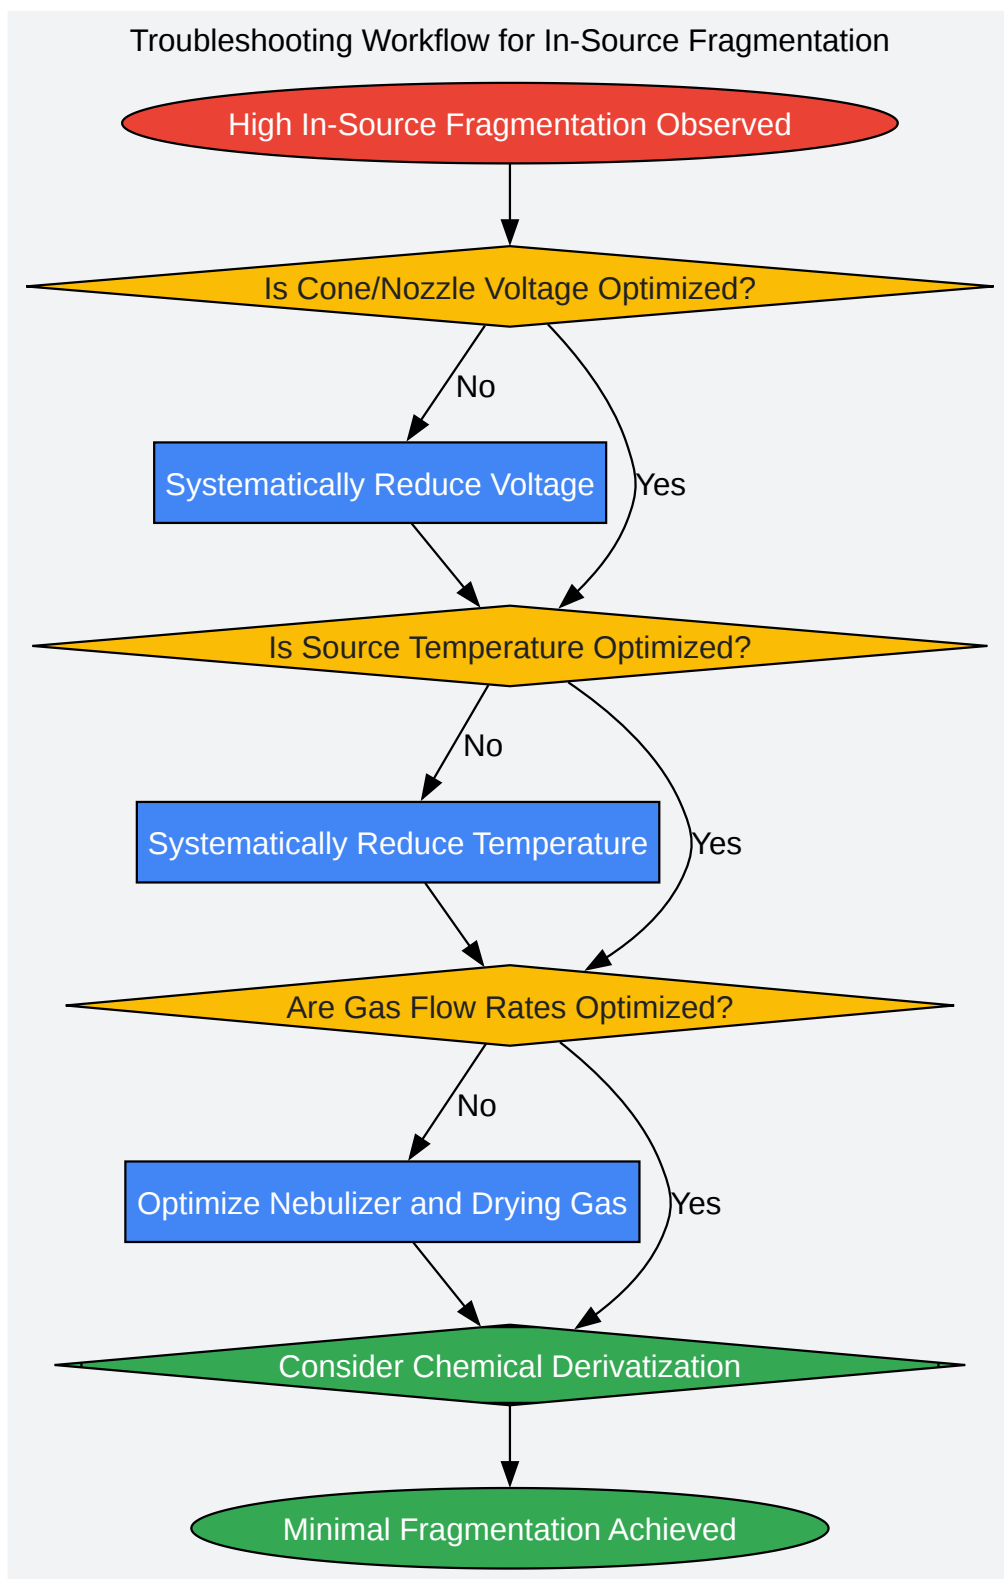 Troubleshooting Workflow for In-Source Fragmentation
High In-Source Fragmentation Observed
Is Cone/Nozzle Voltage Optimized?
No
Systematically Reduce Voltage
Yes
Is Source Temperature Optimized?
No
Systematically Reduce Temperature
Yes
Are Gas Flow Rates Optimized?
No
Optimize Nebulizer and Drying Gas
Yes
Consider Chemical Derivatization
Minimal Fragmentation Achieved